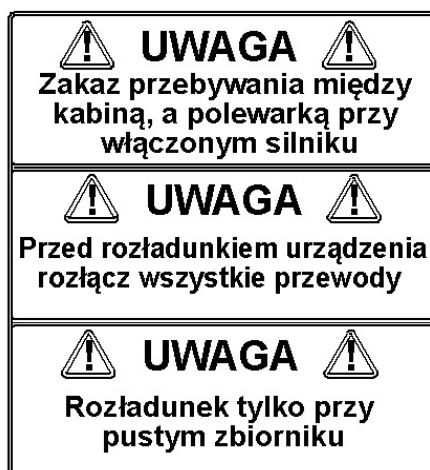 UWAGA
Zakaz przebywania między
kabiną, a polewarką przy
włączonym silniku
UWAGA
Przed rozładunkiem urządzenia
rozłącz wszystkie przewody
UWAGA
Rozładunek tylko przy
pustym zbiorniku